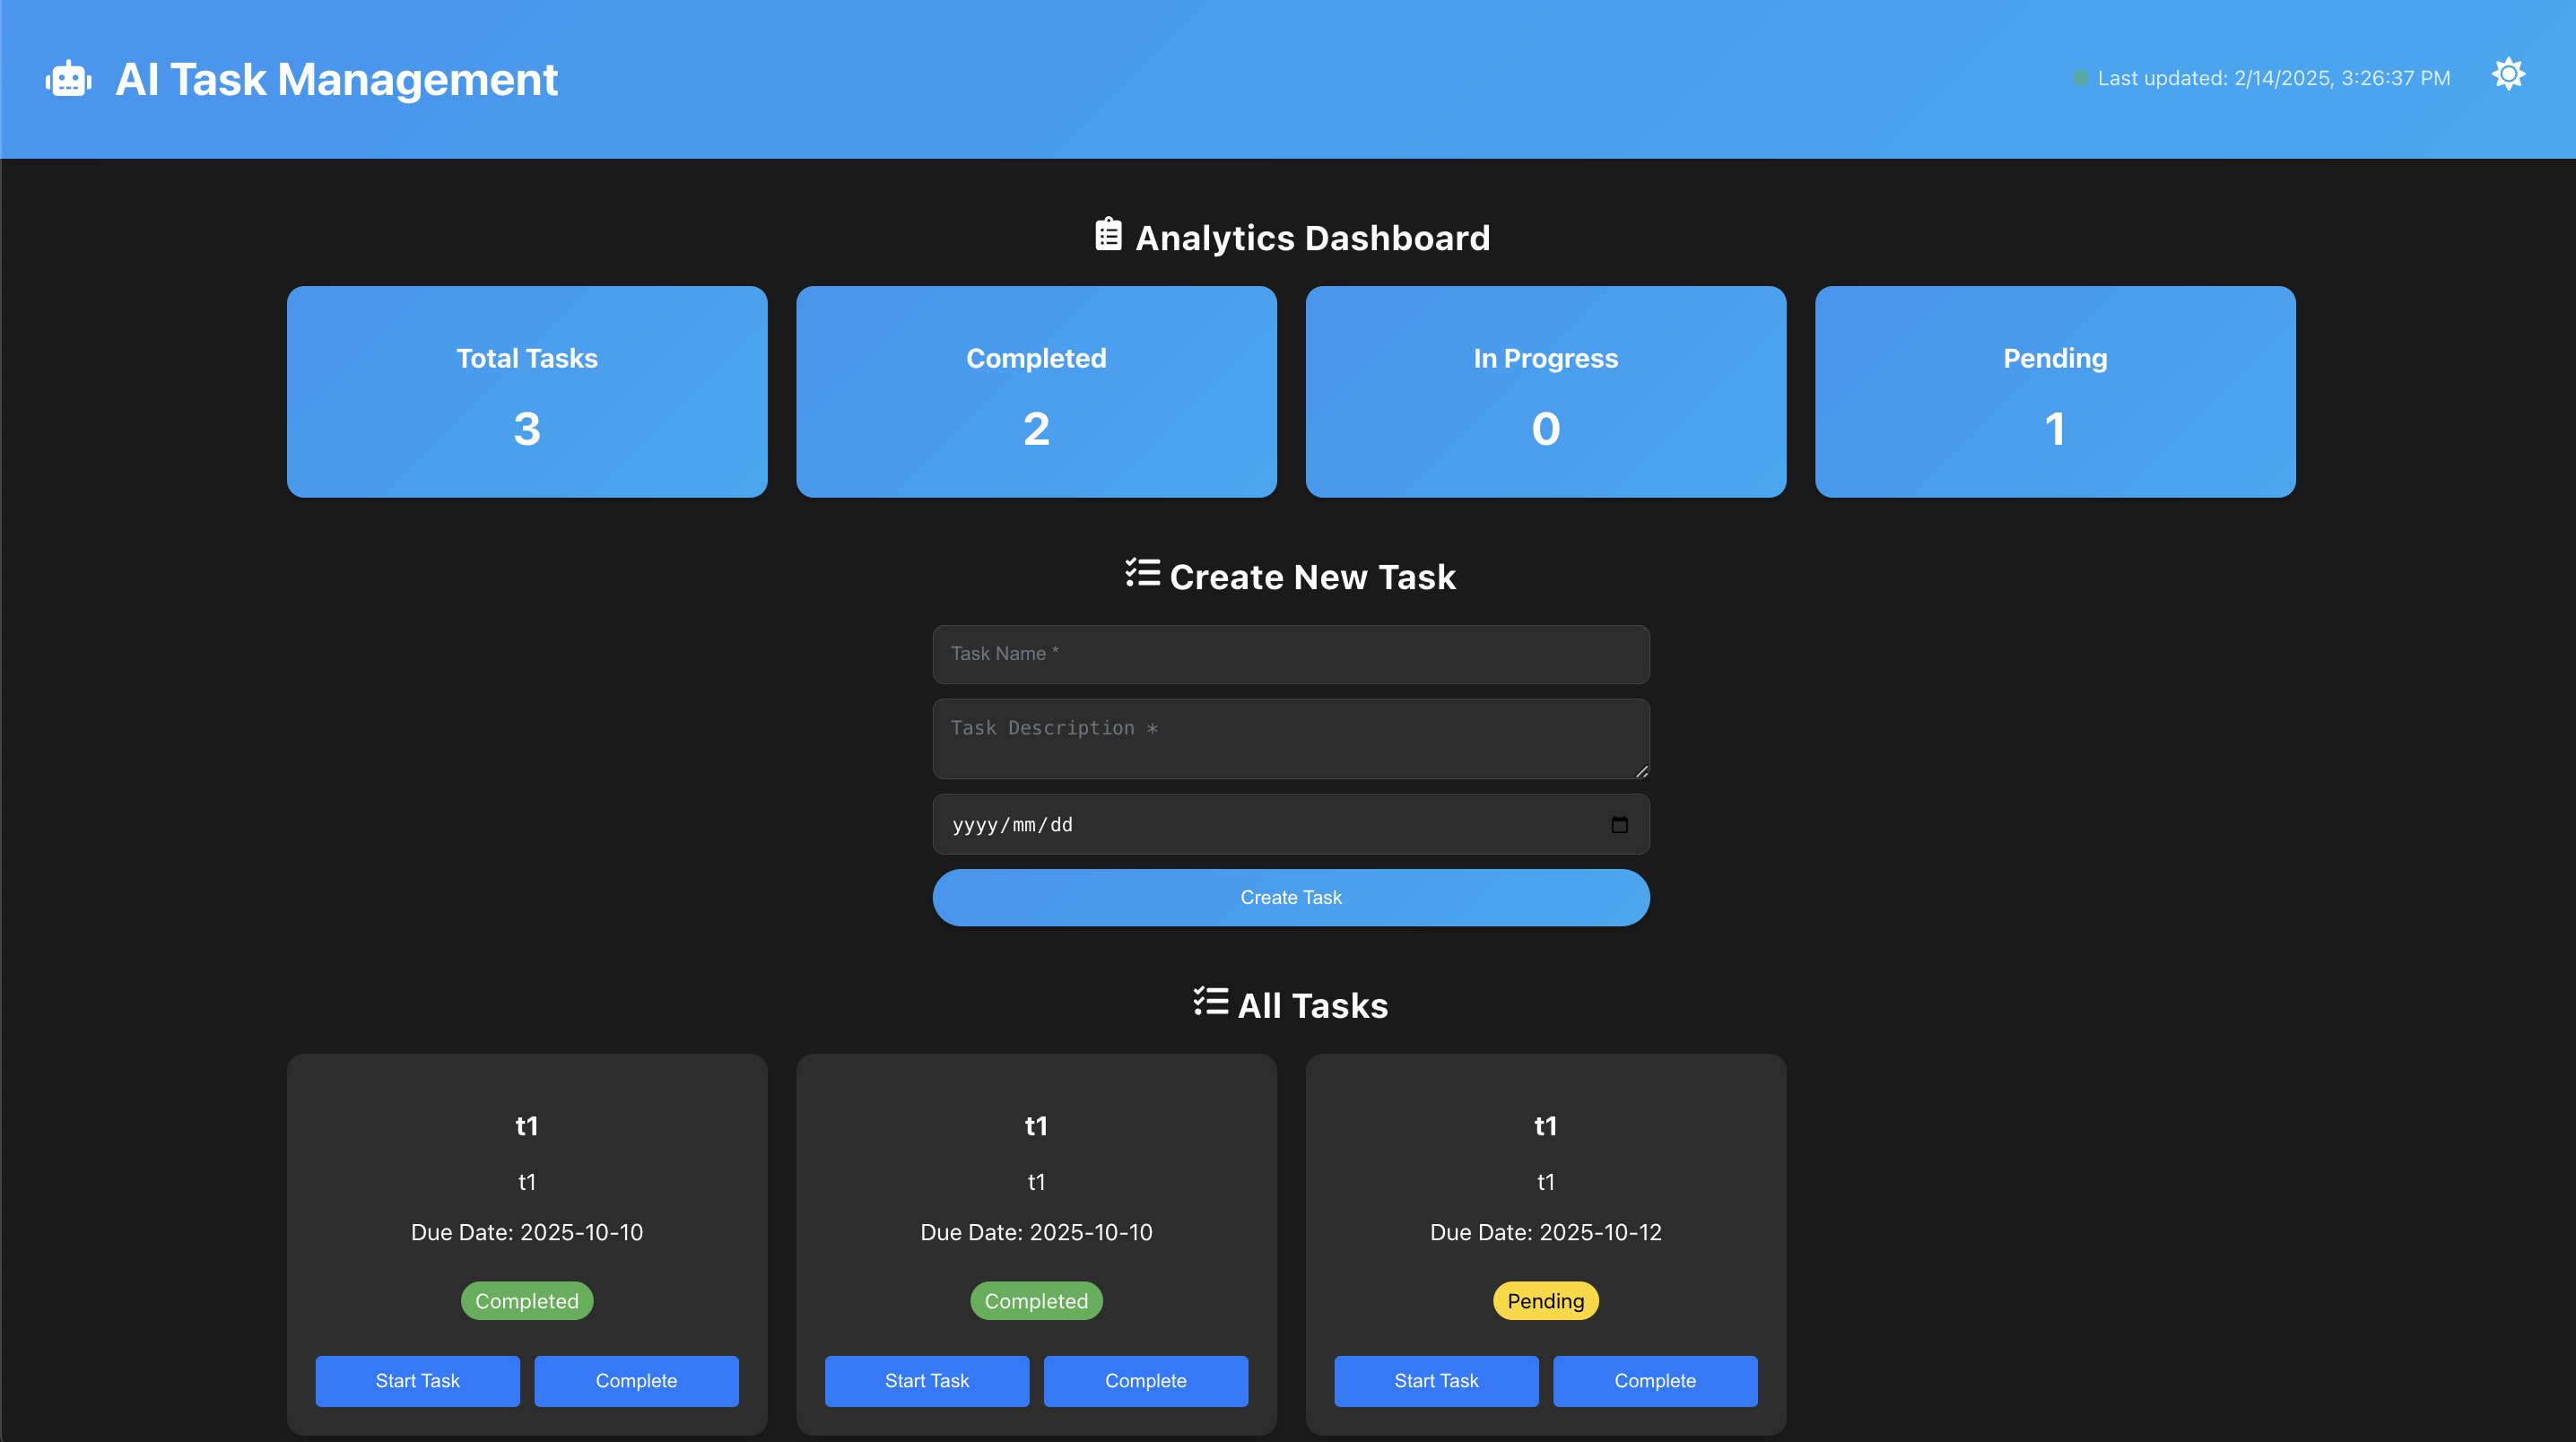 AI Task Management
Last updated: 2/14/2025, 3:26:37 PM
Analytics Dashboard
Total Tasks
3
Completed
2
In Progress
0
Pending
1
Create New Task
Task Name *
Task Description *
yyyy/mm/dd
Create Task
All Tasks
t1
t1
Due Date: 2025-10-10
Completed
Start Task Complete
t1
t1
Due Date: 2025-10-10
Completed
Start Task Complete
t1
t1
Due Date: 2025-10-12
Pending
Start Task Complete